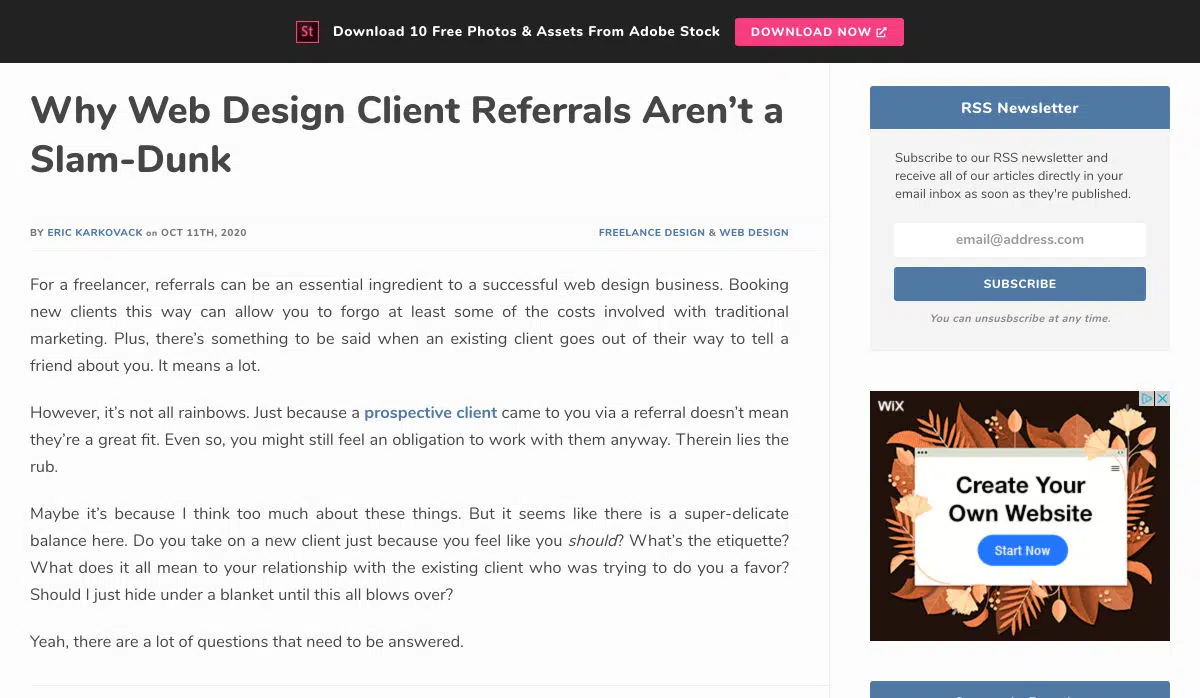 St Download 10 Free Photos & Assets From Adobe Stock DOWNLOAD NOW
Why Web Design Client Referrals Aren’t a
Slam-Dunk
BY ERIC KARKOVACK on OCT 11TH, 2020 FREELANCE DESIGN & WEB DESIGN
For a freelancer, referrals can be an essential ingredient to a successful web design business. Booking
new clients this way can allow you to forgo at least some of the costs involved with traditional
marketing. Plus, there’s something to be said when an existing client goes out of their way to tell a
friend about you. It means a lot.
However, it’s not all rainbows. Just because a prospective client came to you via a referral doesn’t mean
they’re a great fit. Even so, you might still feel an obligation to work with them anyway. Therein lies the
rub.
Maybe it’s because I think too much about these things. But it seems like there is a super-delicate
balance here. Do you take on a new client just because you feel like you should? What’s the etiquette?
What does it all mean to your relationship with the existing client who was trying to do you a favor?
Should I just hide under a blanket until this all blows over?
Yeah, there are a lot of questions that need to be answered.
RSS Newsletter
Subscribe to our RSS newsletter and
receive all of our articles directly in your
email inbox as soon as they're published.
email@address.com
SUBSCRIBE
You can unsusbscribe at any time.
WiX
Create Your
Own Website
Start Now